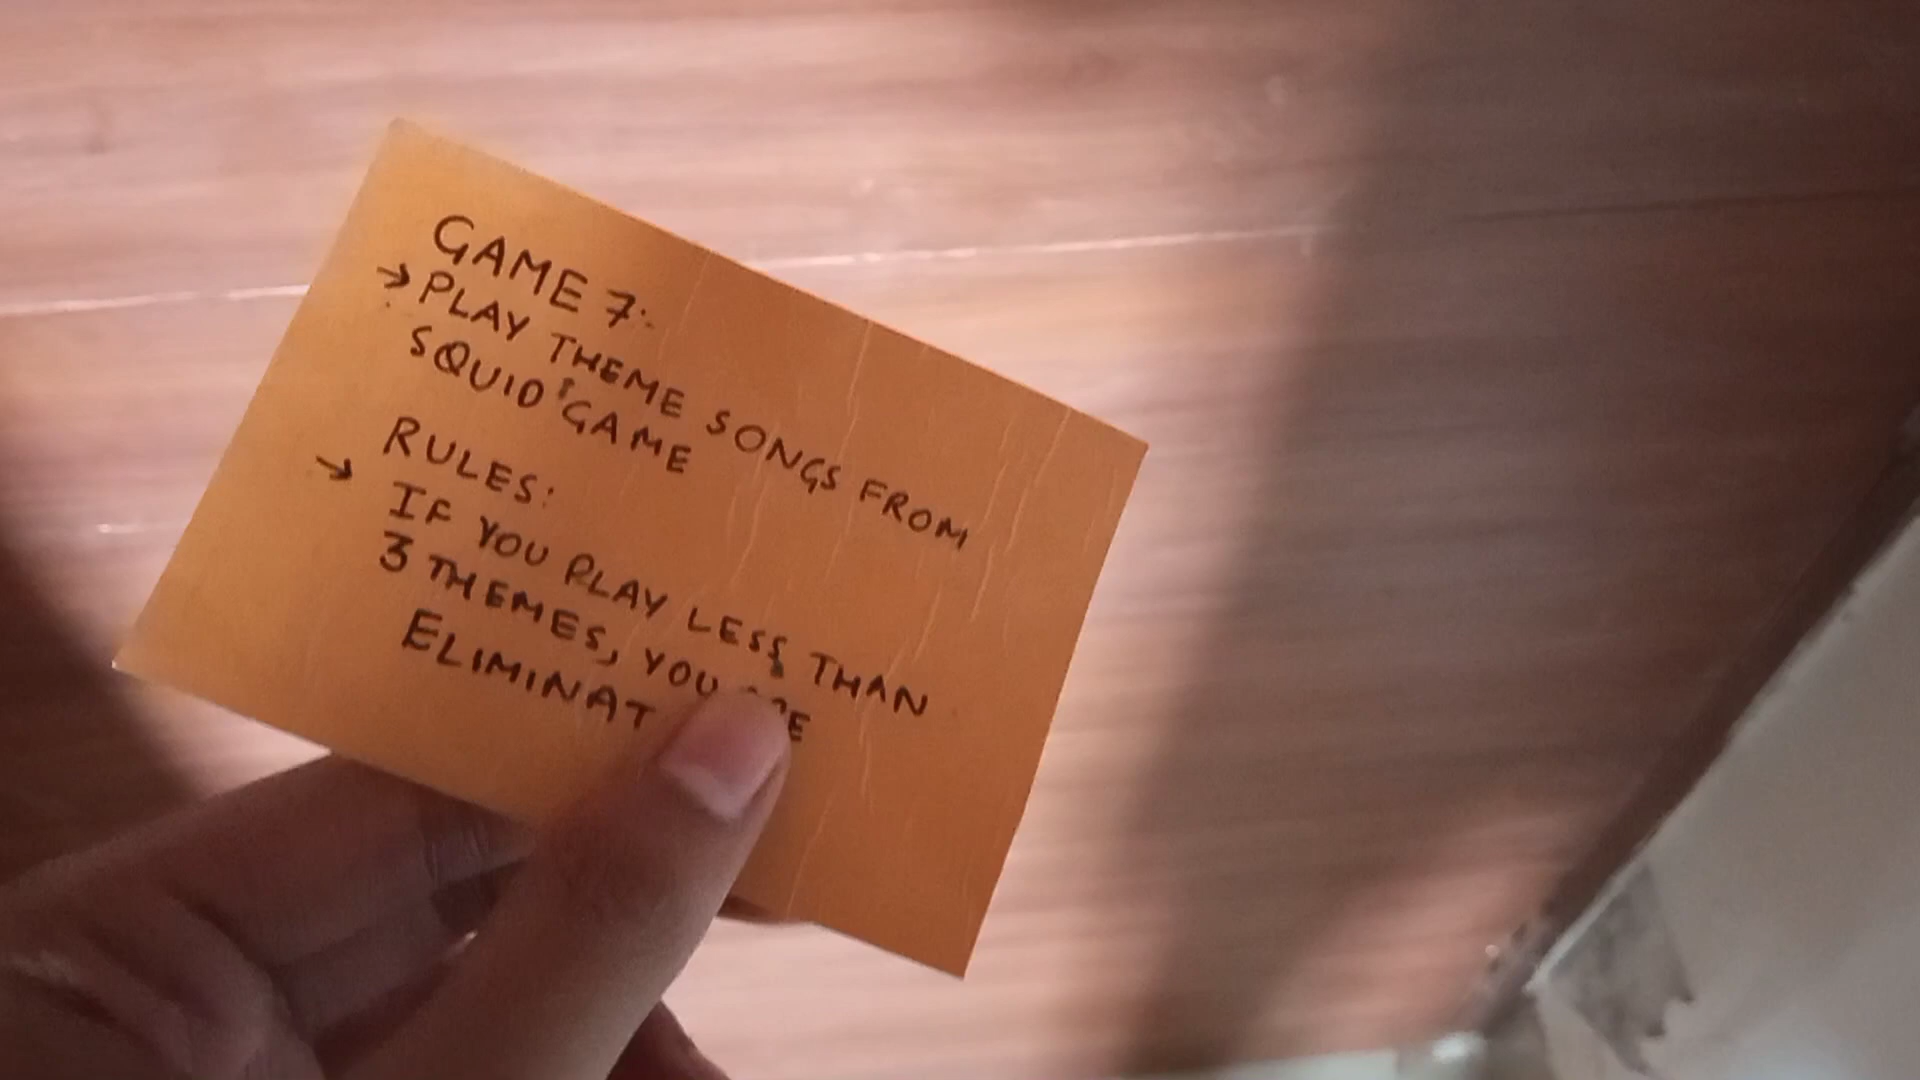 GAME 7:
→ PLAY THEME SONGS FROM
SQUID GAME
RULES:
→ IF YOU PLAY LESS THAN
3 THEMES, YOU
ELIMINAT